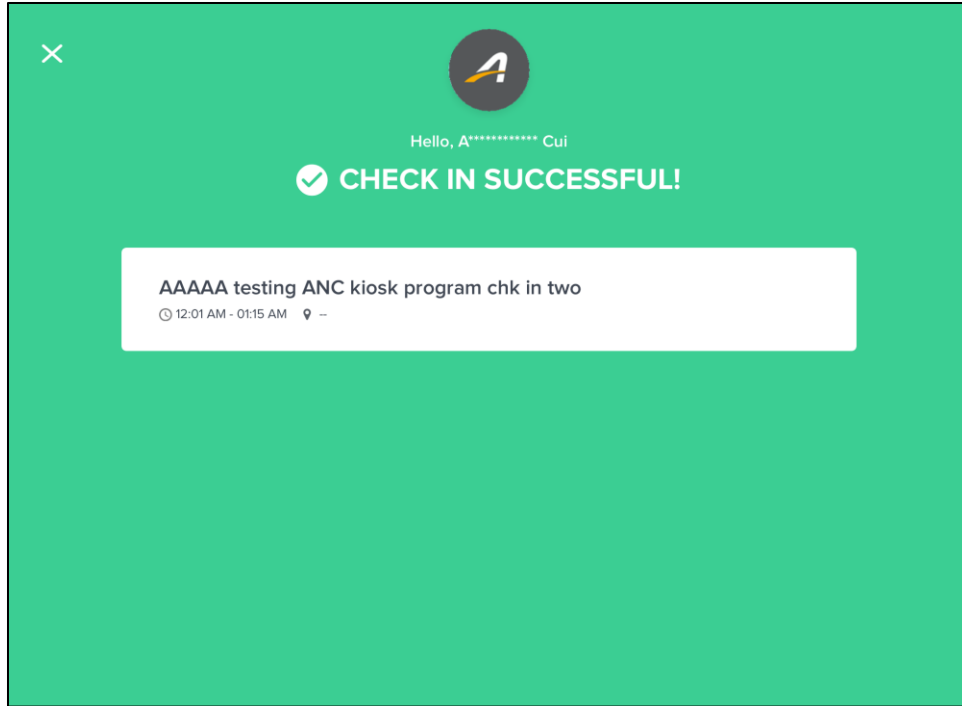 Hello, A************ Cui
CHECK IN SUCCESSFUL!
AAAAA testing ANC kiosk program chk in two
12:01 AM - 01:15 AM --